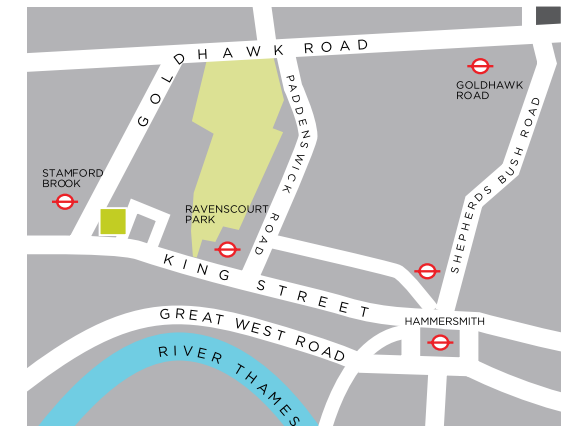 GOLDHAWK ROAD
PADDENSWICK ROAD
GOLDHAWK
ROAD
SHEPHERDS BUSH ROAD
STAMFORD
BROOK
RAVENSCOURT
PARK
KING STREET
HAMMERSMITH
GREAT WEST ROAD
RIVER THAMES